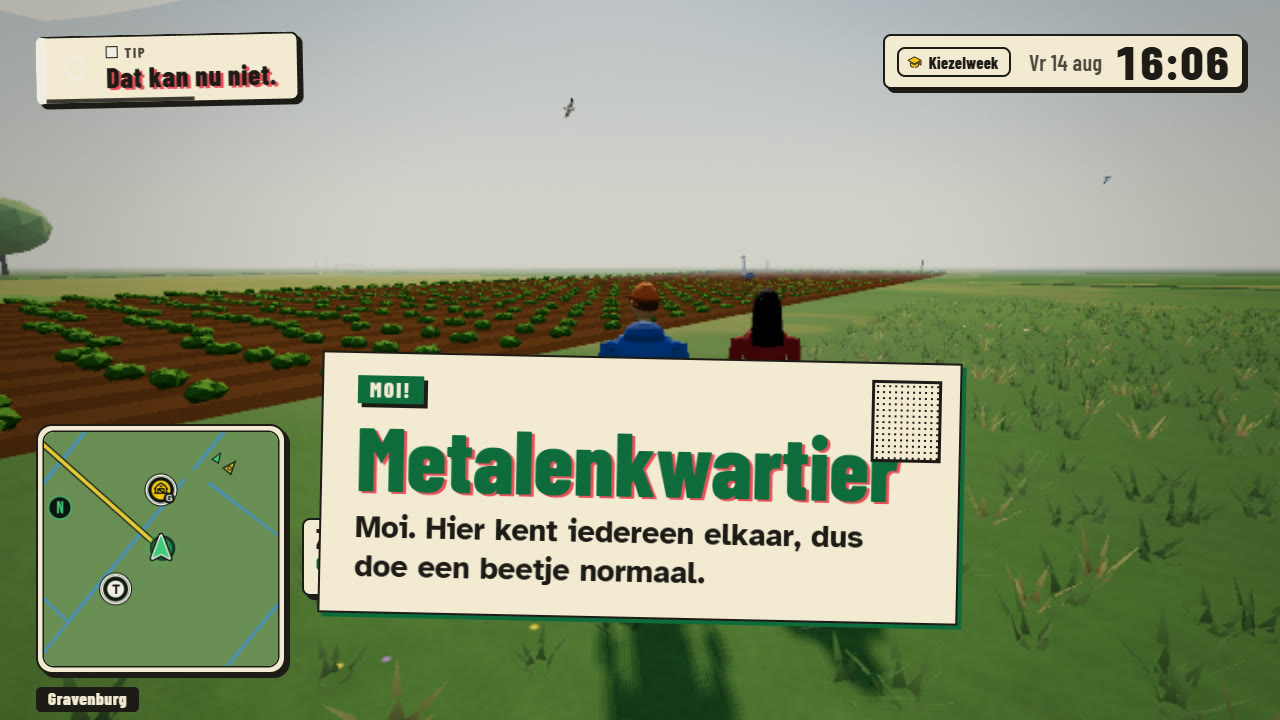 TIP
Dat kan nu niet.
Kiezelweek
Vr 14 aug
16:06
MOI!
Metalenkwartier
Moi. Hier kent iedereen elkaar, dus
doe een beetje normaal.
N
G
T
Gravenburg